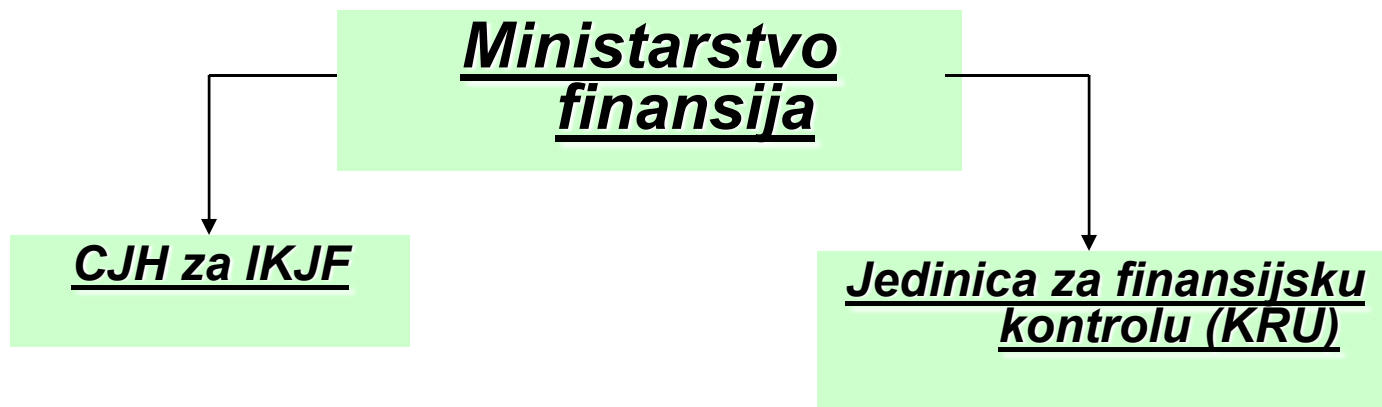 Ministarstvo
finansija
CJH za IKJF
Jedinica za finansijsku
kontrolu (KRU)